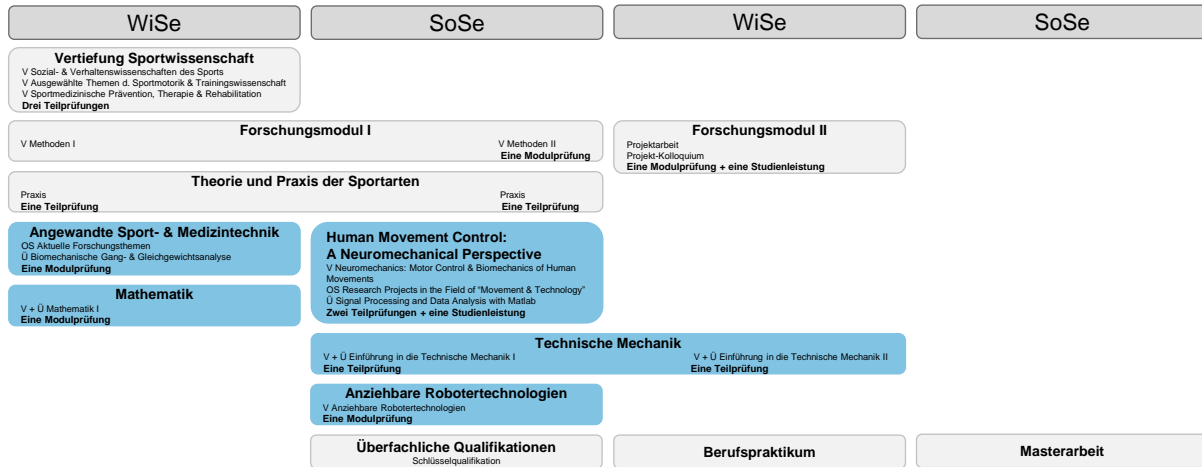 WiSe
SoSe
WiSe
SoSe
Vertiefung Sportwissenschaft
V Sozial- & Verhaltenswissenschaften des Sports
V Ausgewählte Themen d. Sportmotorik & Trainingswissenschaft
V Sportmedizinische Prävention, Therapie & Rehabilitation
Drei Teilprüfungen
Forschungsmodul I
V Methoden I
V Methoden II
Eine Modulprüfung
Forschungsmodul II
Projektarbeit
Projekt-Kolloquium
Eine Modulprüfung + eine Studienleistung
Theorie und Praxis der Sportarten
Praxis
Eine Teilprüfung
Praxis
Eine Teilprüfung
Angewandte Sport- & Medizintechnik
OS Aktuelle Forschungsthemen
Ü Biomechanische Gang- & Gleichgewichtsanalyse
Eine Modulprüfung
Human Movement Control:
A Neuromechanical Perspective
V Neuromechanics: Motor Control & Biomechanics of Human
Movements
OS Research Projects in the Field of "Movement & Technology"
Ü Signal Processing and Data Analysis with Matlab
Zwei Teilprüfungen + eine Studienleistung
Mathematik
V + Ü Mathematik I
Eine Modulprüfung
Technische Mechanik
V + Ü Einführung in die Technische Mechanik I
Eine Teilprüfung
V + Ü Einführung in die Technische Mechanik II
Eine Teilprüfung
Anziehbare Robotertechnologien
V Anziehbare Robotertechnologien
Eine Modulprüfung
Überfachliche Qualifikationen
Schlüsselqualifikation
Berufspraktikum
Masterarbeit